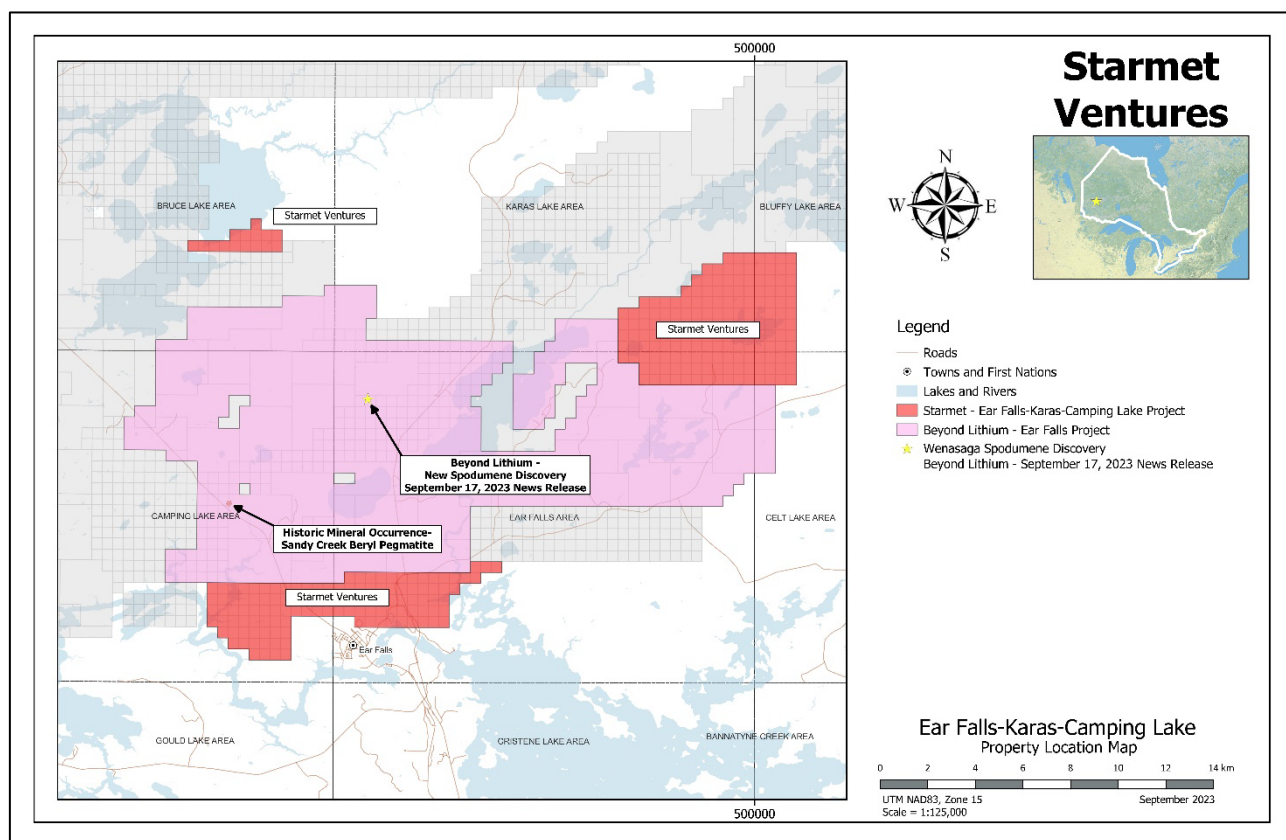 500000
Starmet
Ventures
N
W E
S
BRUCE LAKE AREA
KARAS LAKE AREA
BLUFFY LAKE AREA
Starmet Ventures
Starmet Ventures
Legend
Roads
Towns and First Nations
Lakes and Rivers
Starmet - Ear Falls-Karas-Camping Lake Project
Beyond Lithium - Ear Falls Project
Wenasaga Spodumene Discovery
Beyond Lithium - September 17, 2023 News Release
Beyond Lithium -
New Spodumene Discovery
September 17, 2023 News Release
CAMPING LAKE AREA
EAR FALLS AREA
CELT LAKE AREA
Historic Mineral Occurrence-
Sandy Creek Beryl Pegmatite
Starmet Ventures
Ear Falls
GOULD LAKE AREA
CRISTENE LAKE AREA
BANNATYNE CREEK AREA
Ear Falls-Karas-Camping Lake
Property Location Map
0 2 4 6 8 10 12 14 km
UTM NAD83, Zone 15
September 2023
Scale = 1:125,000
500000